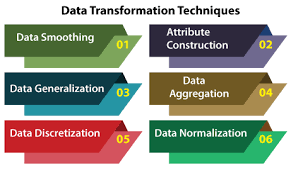 Data Transformation Techniques
Data Smoothing 01
Attribute
Construction 02
Data Generalization 03
Data
Aggregation 04
Data Discretization 05
Data Normalization 06